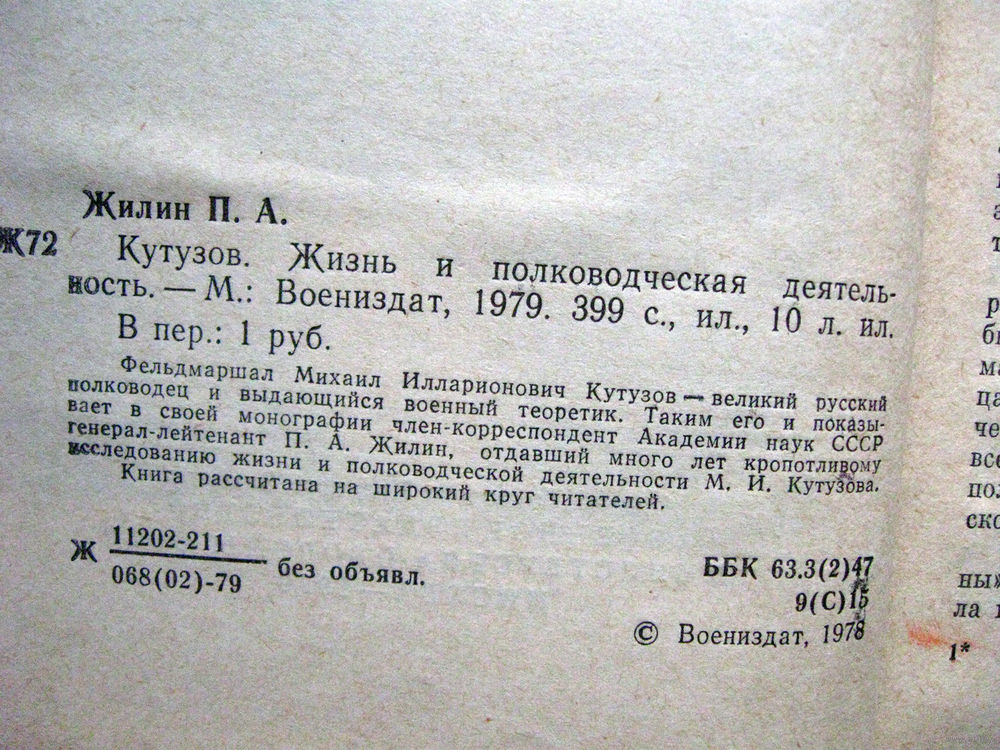 Жилин П. А.
Ж72
Кутузов. Жизнь и полководческая деятель-
ность. — М.: Воениздат, 1979. 399 с., ил., 10 л. ил.
В пер.: 1 руб.
Фельдмаршал Михаил Илларионович Кутузов — великий русский
полководец и выдающийся военный теоретик. Таким его и показы-
вает в своей монографии член-корреспондент Академии наук СССР
генерал-лейтенант П. А. Жилин, отдавший много лет кропотливому
исследованию жизни и полководческой деятельности М. И. Кутузова.
Книга рассчитана на широкий круг читателей.
Ж 11202-211
068(02)-79 без объявл.
ББК 63.3(2)47
9(С)15
© Воениздат, 1978
1*